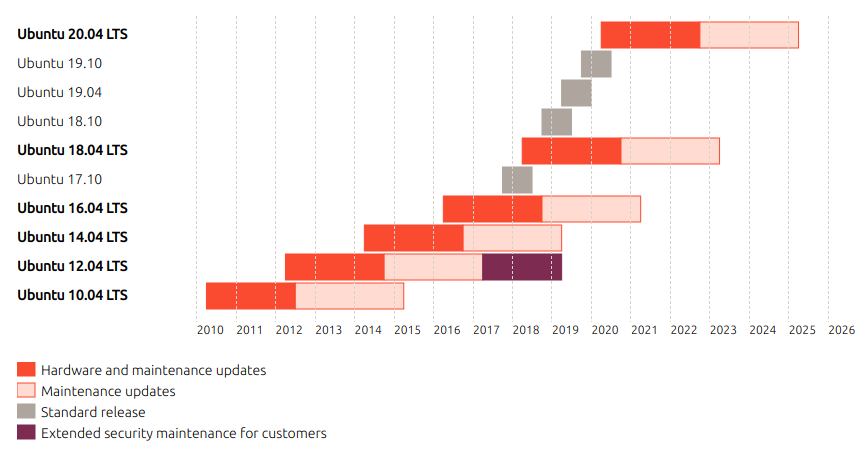 Ubuntu 20.04 LTS
Ubuntu 19.10
Ubuntu 19.04
Ubuntu 18.10
Ubuntu 18.04 LTS
Ubuntu 17.10
Ubuntu 16.04 LTS
Ubuntu 14.04 LTS
Ubuntu 12.04 LTS
Ubuntu 10.04 LTS
2010 2011 2012 2013 2014 2015 2016 2017 2018 2019 2020 2021 2022 2023 2024 2025 2026
Hardware and maintenance updates
Maintenance updates
Standard release
Extended security maintenance for customers